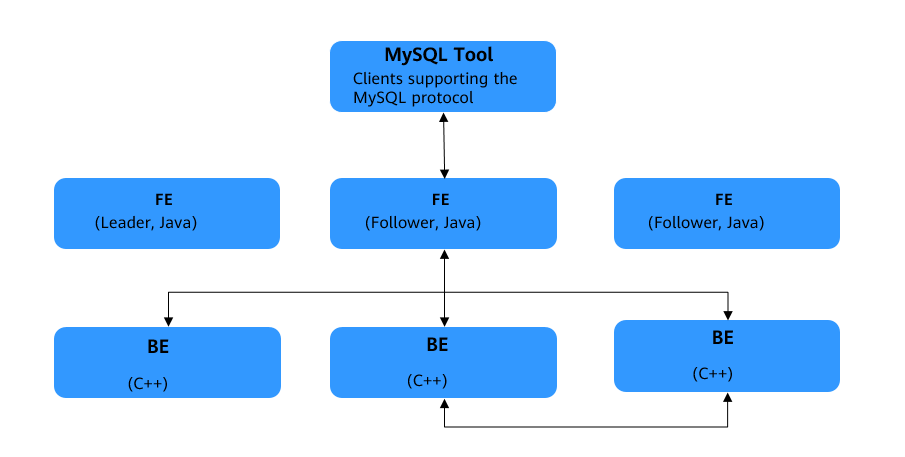 MySQL Tool
Clients supporting the
MySQL protocol
FE
(Leader, Java)
FE
(Follower, Java)
FE
(Follower, Java)
BE
(C++)
BE
(C++)
BE
(C++)